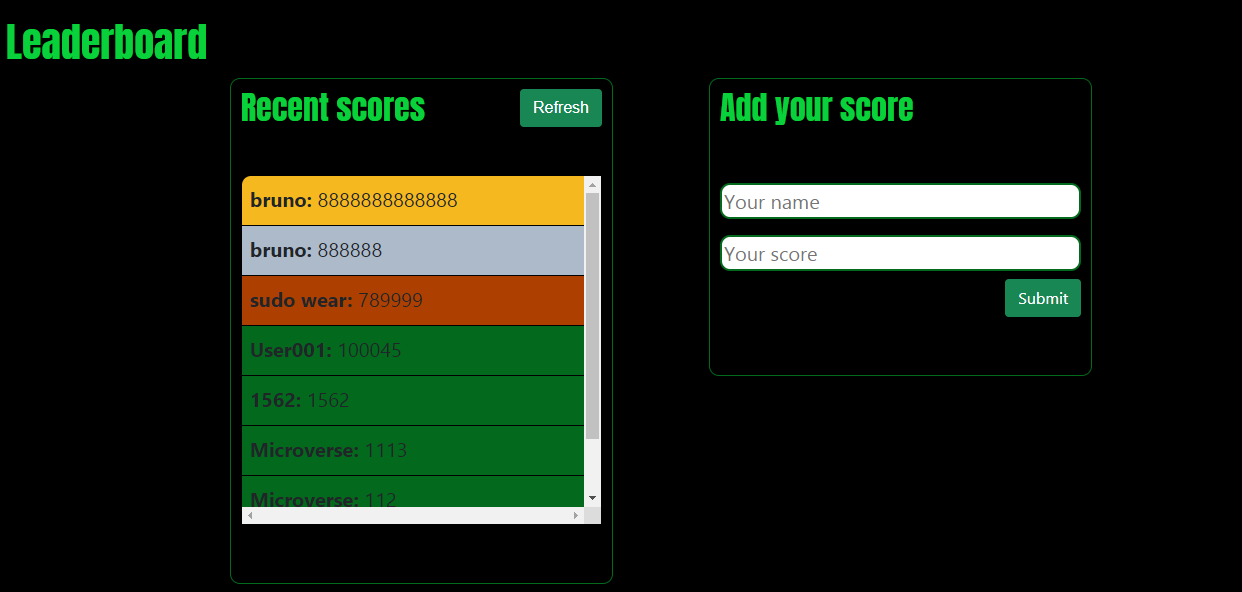 Leaderboard
Recent scores
Refresh
bruno: 8888888888888
bruno: 888888
sudo wear: 789999
User001: 100045
1562: 1562
Microverse: 1113
Microverse: 112
Add your score
Your name
Your score
Submit